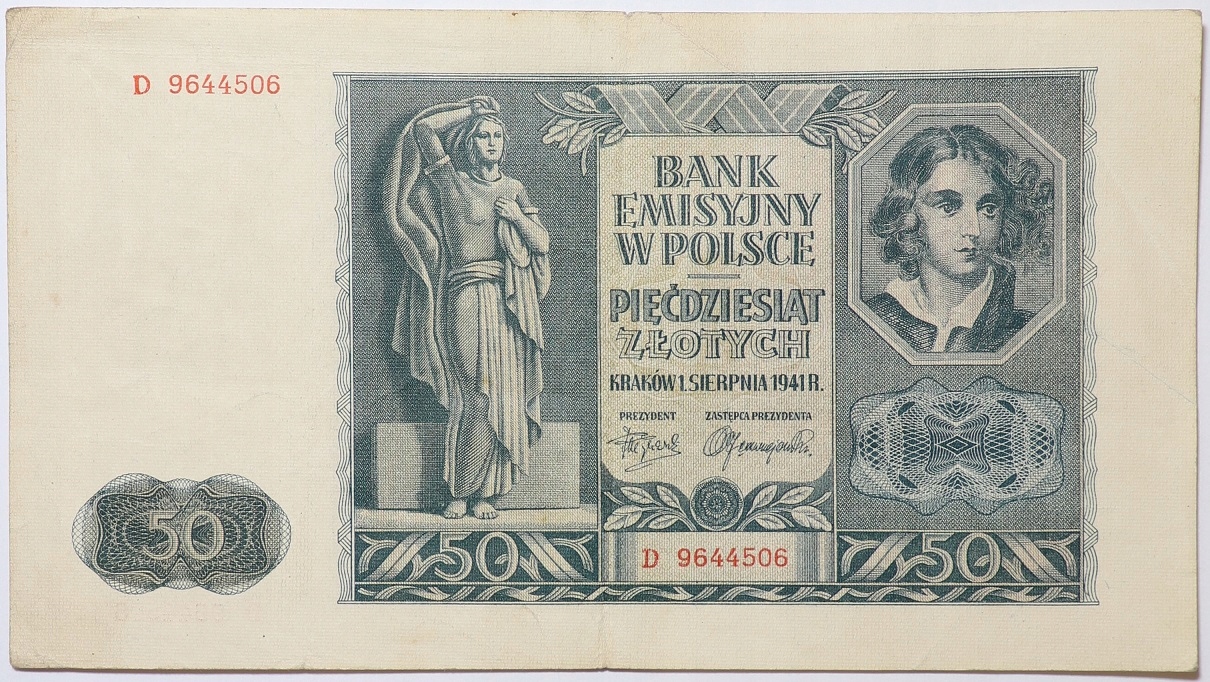 D 9644506
BANK
EMISYJNY
W POLSCE
PIĘĆDZIESIĄT
ZŁOTYCH
KRAKÓW 1. SIERPNIA 1941 R.
PREZYDENT ZASTĘPCA PREZYDENTA
50
50 D 9644506 50